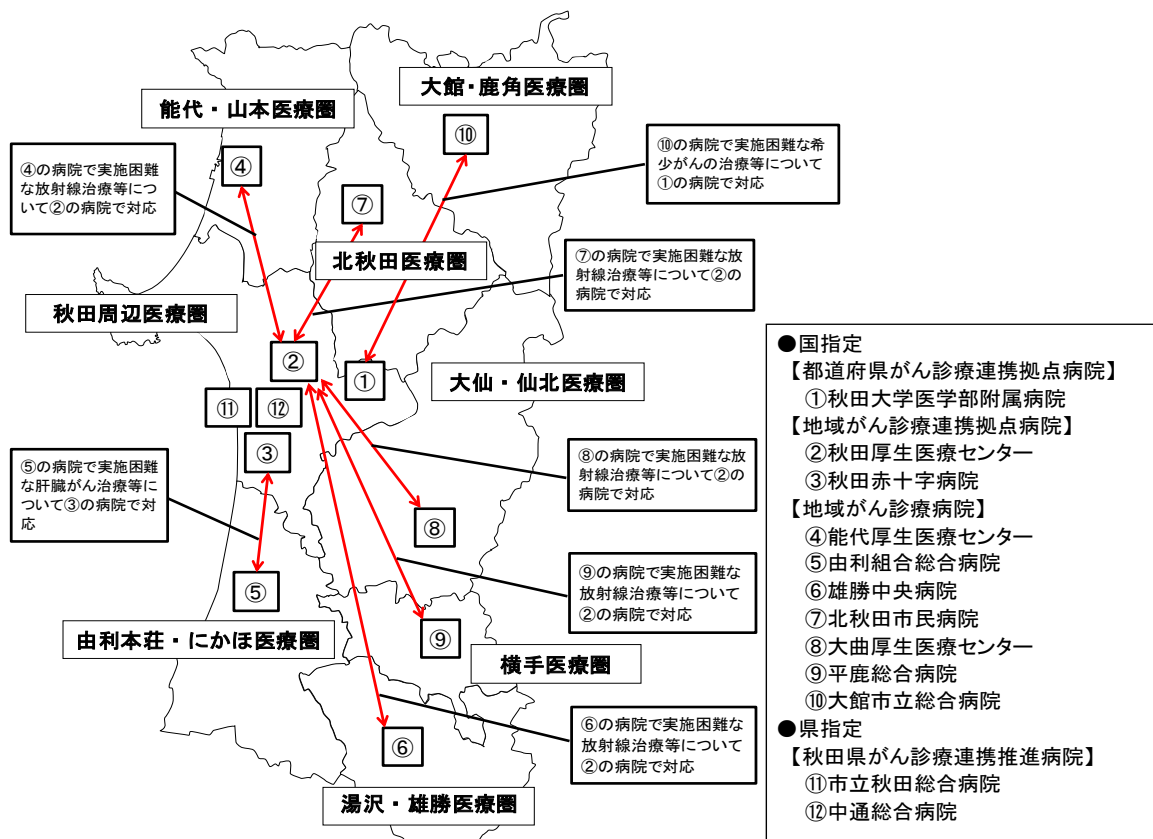 大館・鹿角医療圏
能代・山本医療圏
⑩
④の病院で実施困難
な放射線治療等につ
いて②の病院で対応
④
⑩の病院で実施困難な希
少がんの治療等について
①の病院で対応
⑦
北秋田医療圏
⑦の病院で実施困難な放
射線治療等について②の
病院で対応
秋田周辺医療圏
②
①
大仙・仙北医療圏
⑪
⑫
③
⑤の病院で実施困難
な肝臓がん治療等に
ついて③の病院で対
応
⑧の病院で実施困難な放
射線治療等について②の
病院で対応
⑧
⑤
⑨の病院で実施困難な
放射線治療等について
②の病院で対応
由利本荘・にかほ医療圏
⑨
横手医療圏
⑥
⑥の病院で実施困難な
放射線治療等について
②の病院で対応
湯沢・雄勝医療圏
●国指定
【都道府県がん診療連携拠点病院】
①秋田大学医学部附属病院
【地域がん診療連携拠点病院】
②秋田厚生医療センター
③秋田赤十字病院
【地域がん診療病院】
④能代厚生医療センター
⑤由利組合総合病院
⑥雄勝中央病院
⑦北秋田市民病院
⑧大曲厚生医療センター
⑨平鹿総合病院
⑩大館市立総合病院
●県指定
【秋田県がん診療連携推進病院】
⑪市立秋田総合病院
⑫中通総合病院